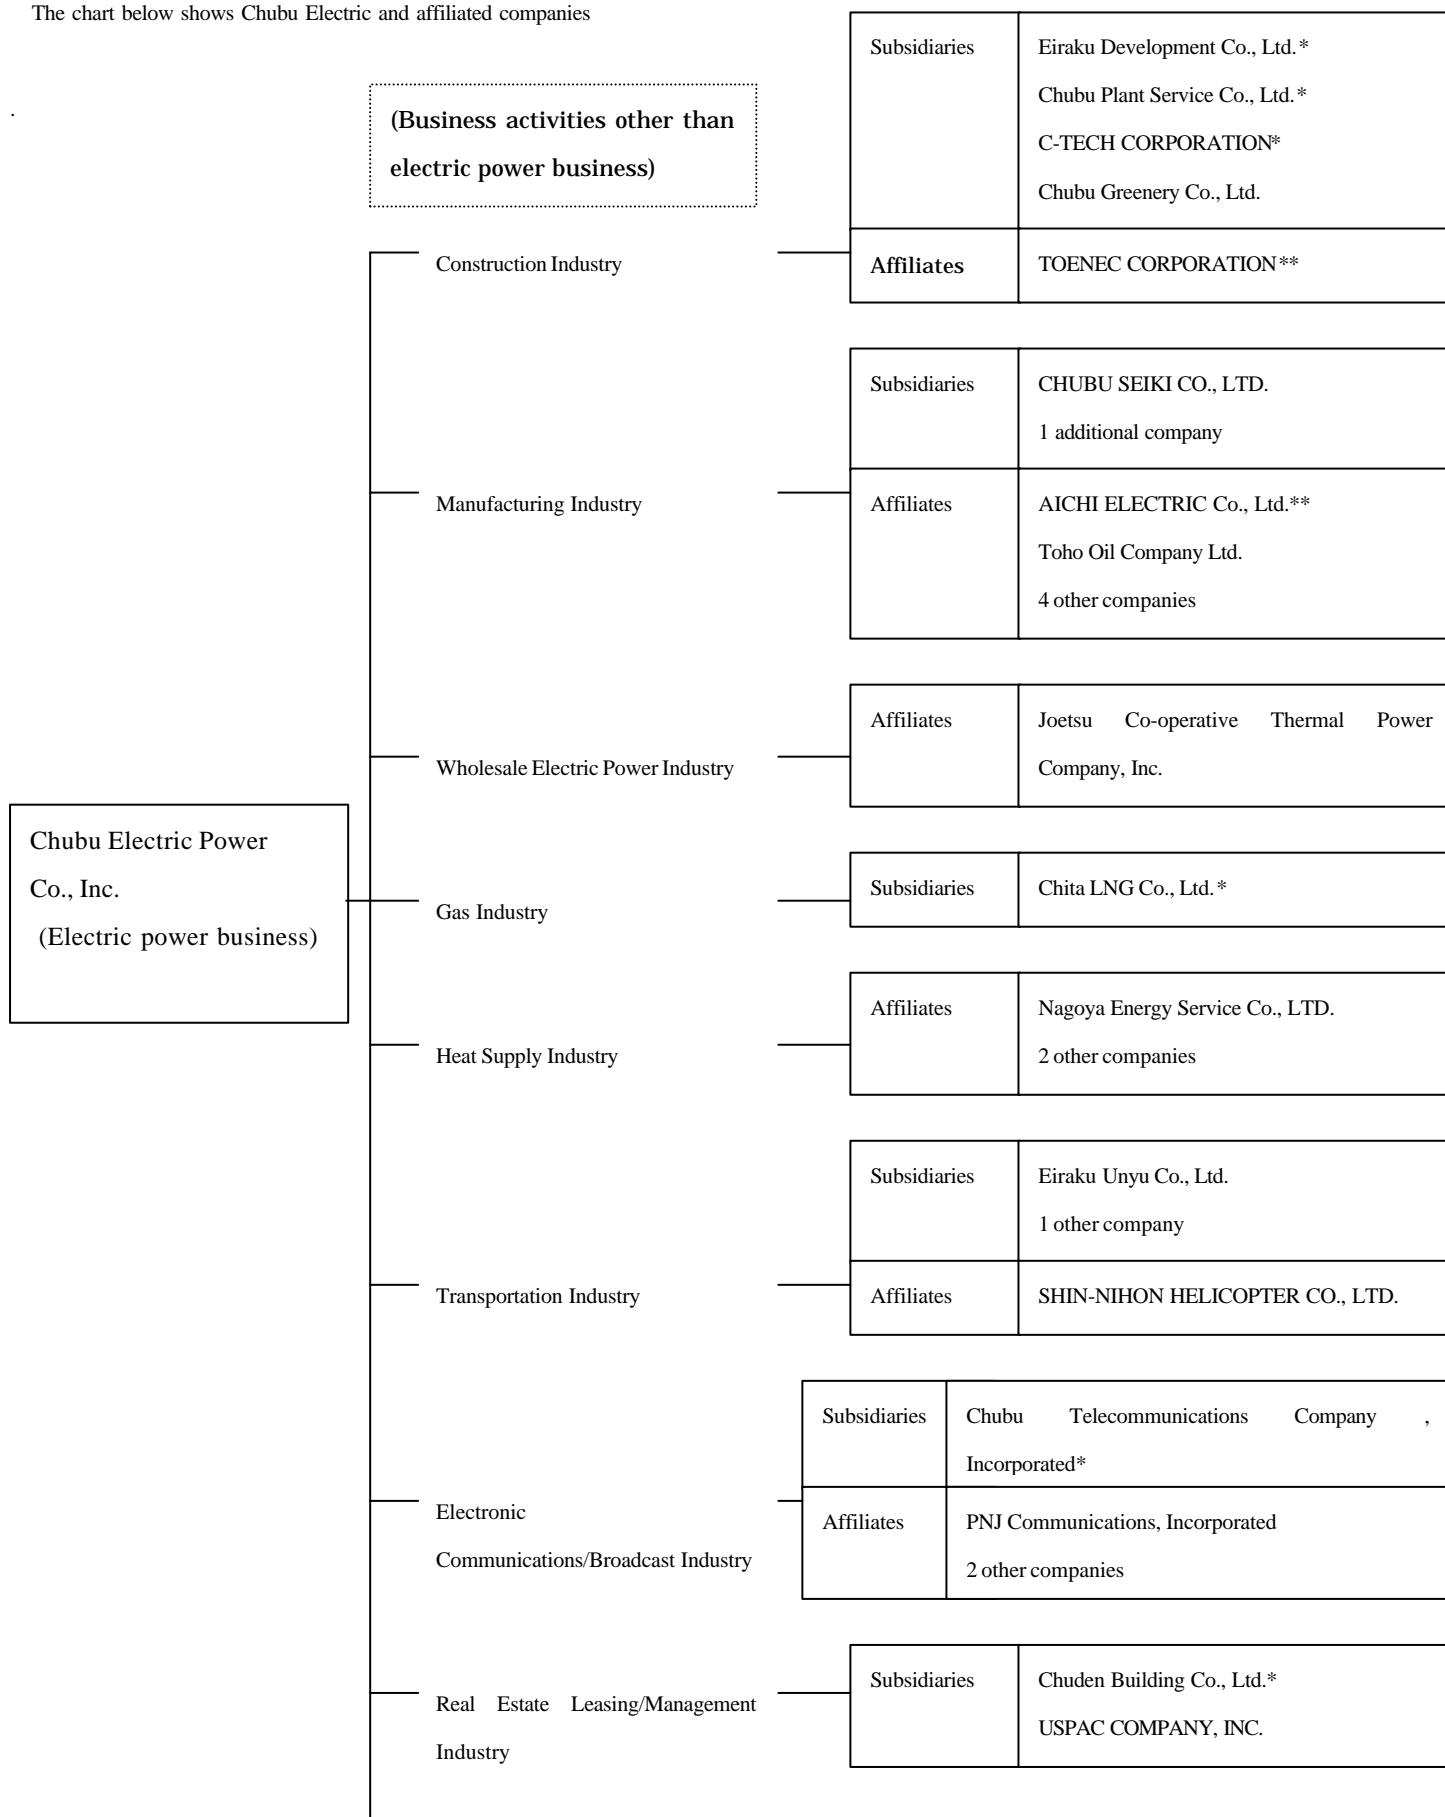 The chart below shows Chubu Electric and affiliated companies
.
(Business activities other than
electric power business)
Subsidiaries
Eiraku Development Co., Ltd.*
Chubu Plant Service Co., Ltd.*
C-TECH CORPORATION*
Chubu Greenery Co., Ltd.
Construction Industry
Affiliates
TOENEC CORPORATION**
Subsidiaries
CHUBU SEIKI CO., LTD.
1 additional company
Manufacturing Industry
Affiliates
AICHI ELECTRIC Co., Ltd.**
Toho Oil Company Ltd.
4 other companies
Wholesale Electric Power Industry
Affiliates
Joetsu Co-operative Thermal Power
Company, Inc.
Chubu Electric Power
Co., Inc.
(Electric power business)
Gas Industry
Subsidiaries
Chita LNG Co., Ltd.*
Heat Supply Industry
Affiliates
Nagoya Energy Service Co., LTD.
2 other companies
Subsidiaries
Eiraku Unyu Co., Ltd.
1 other company
Transportation Industry
Affiliates
SHIN-NIHON HELICOPTER CO., LTD.
Subsidiaries
Chubu Telecommunications Company ,
Incorporated*
Electronic
Communications/Broadcast Industry
Affiliates
PNJ Communications, Incorporated
2 other companies
Real Estate Leasing/Management
Industry
Subsidiaries
Chuden Building Co., Ltd.*
USPAC COMPANY, INC.